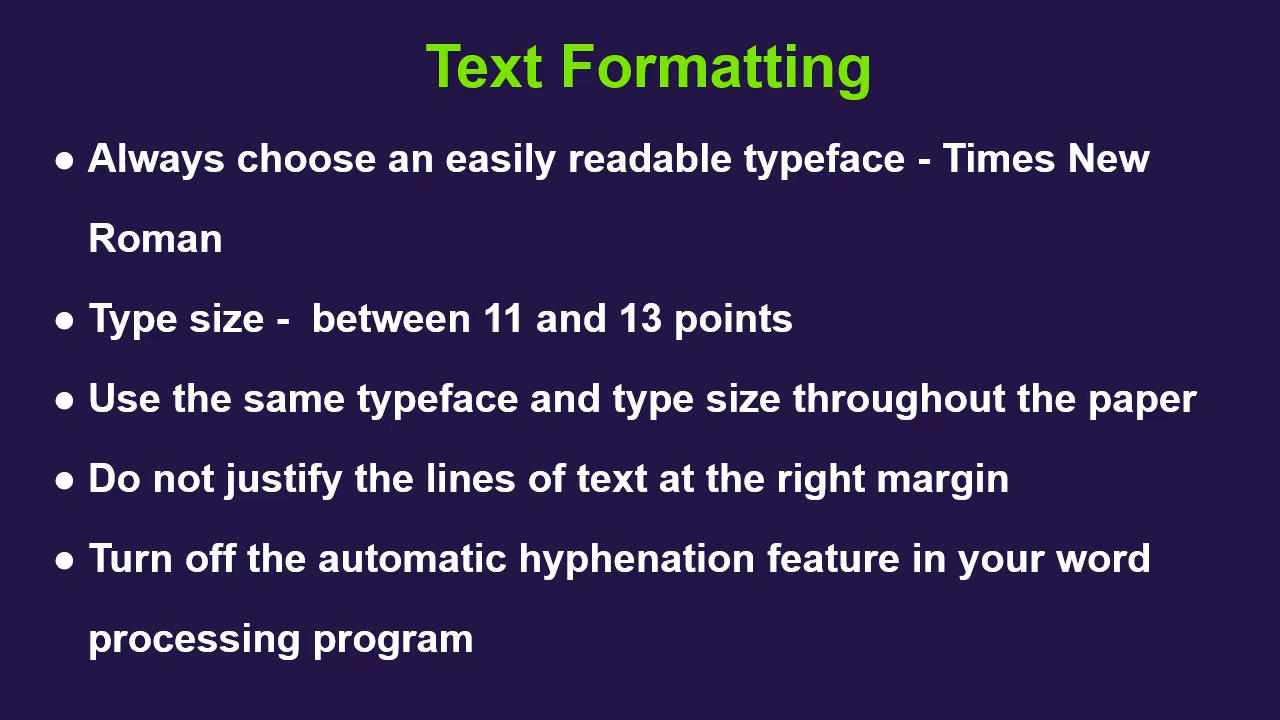 Text Formatting
● Always choose an easily readable typeface - Times New
Roman
● Type size -  between 11 and 13 points
● Use the same typeface and type size throughout the paper
● Do not justify the lines of text at the right margin
● Turn off the automatic hyphenation feature in your word
processing program